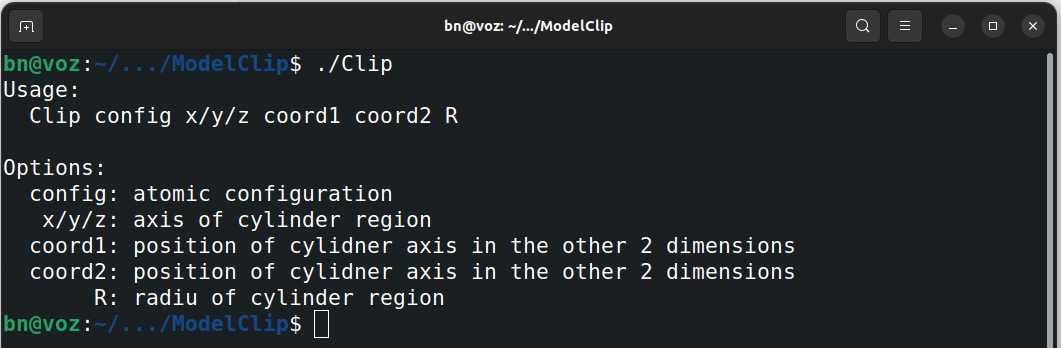 bn@voz: ~/.../ModelClip
bn@voz:~/.../ModelClip$ ./Clip
Usage:
  Clip config x/y/z coord1 coord2 R

Options:
  config: atomic configuration
   x/y/z: axis of cylinder region
  coord1: position of cylidner axis in the other 2 dimensions
  coord2: position of cylidner axis in the other 2 dimensions
       R: radiu of cylinder region
bn@voz:~/.../ModelClip$